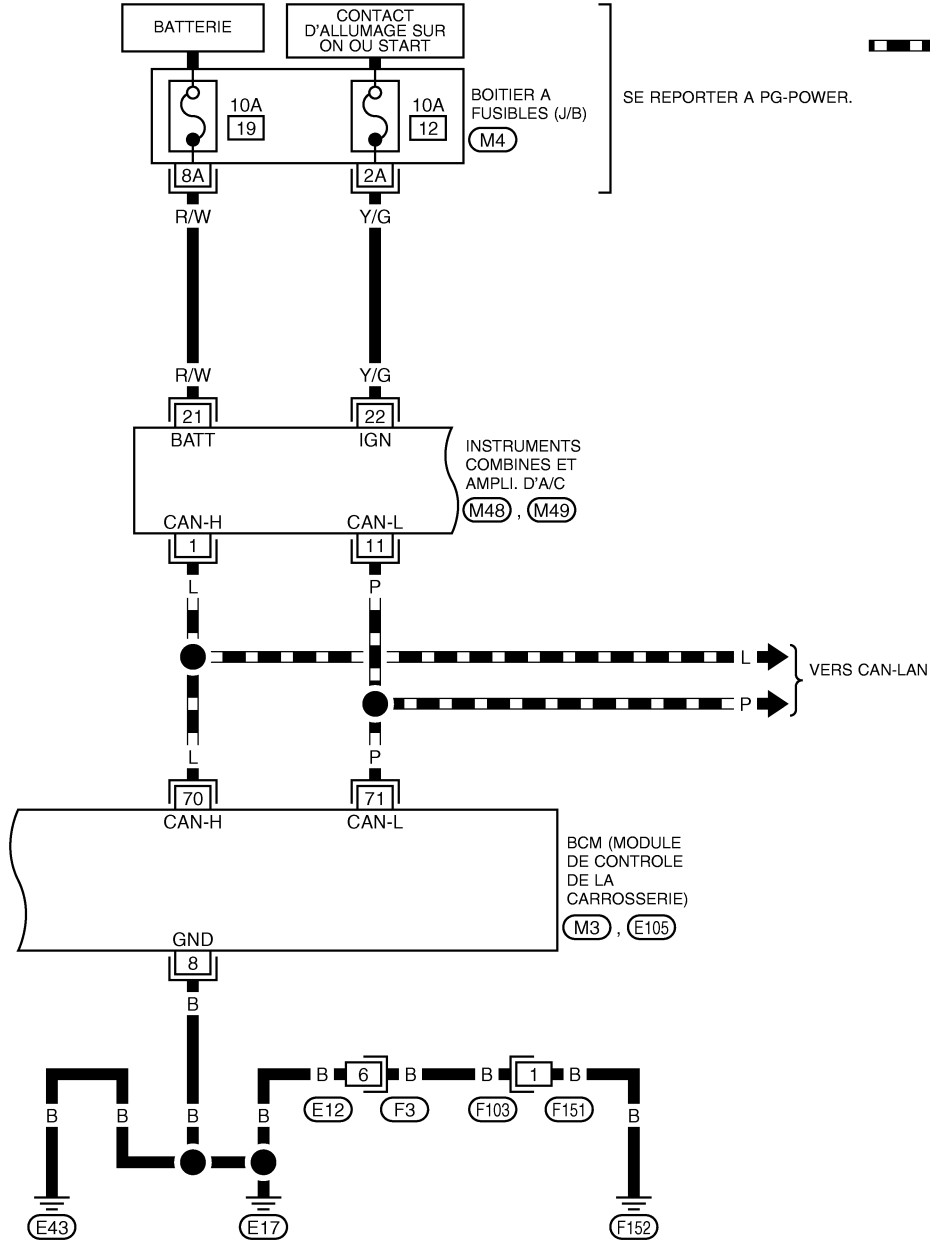 BATTERIE
CONTACT
D'ALLUMAGE SUR
ON OU START
10A
19
10A
12
BOITIER A
FUSIBLES (J/B)
M4
SE REPORTER A PG-POWER.
8A
2A
R/W
Y/G
R/W
Y/G
21
22
BATT
IGN
INSTRUMENTS
COMBINES ET
AMPLI. D'A/C
M48 , M49
CAN-H
CAN-L
1
11
L
P
L
P
VERS CAN-LAN
L
P
70
71
CAN-H
CAN-L
BCM (MODULE
DE CONTROLE
DE LA
CARROSSERIE)
M3 , E105
GND
8
B
B
6
B
B
1
B
E12
F3
F103
F151
B
B
B
B
B
E43
E17
F152